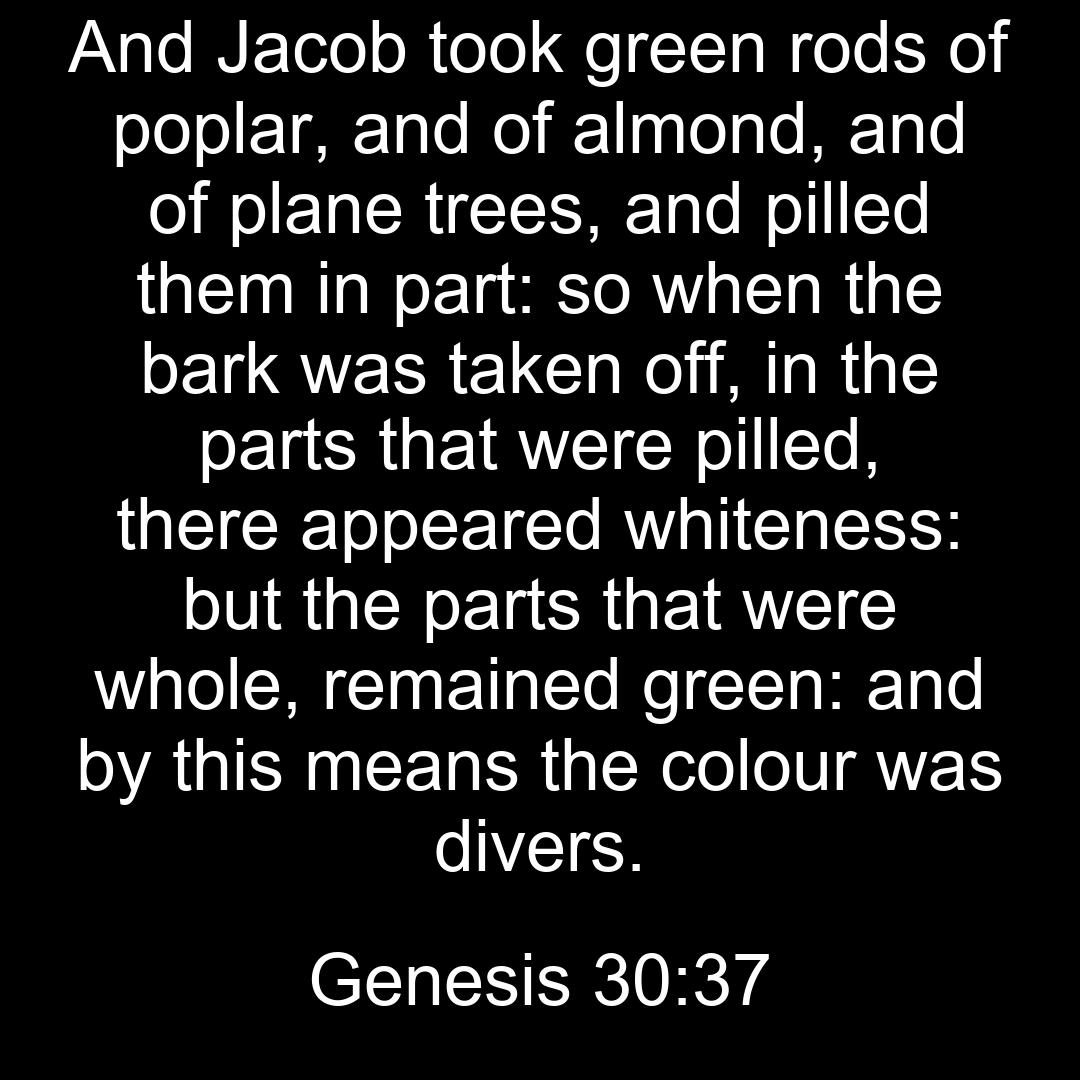 And Jacob took green rods of
poplar, and of almond, and
of plane trees, and pilled
them in part: so when the
bark was taken off, in the
parts that were pilled,
there appeared whiteness:
but the parts that were
whole, remained green: and
by this means the colour was
divers.
Genesis 30:37